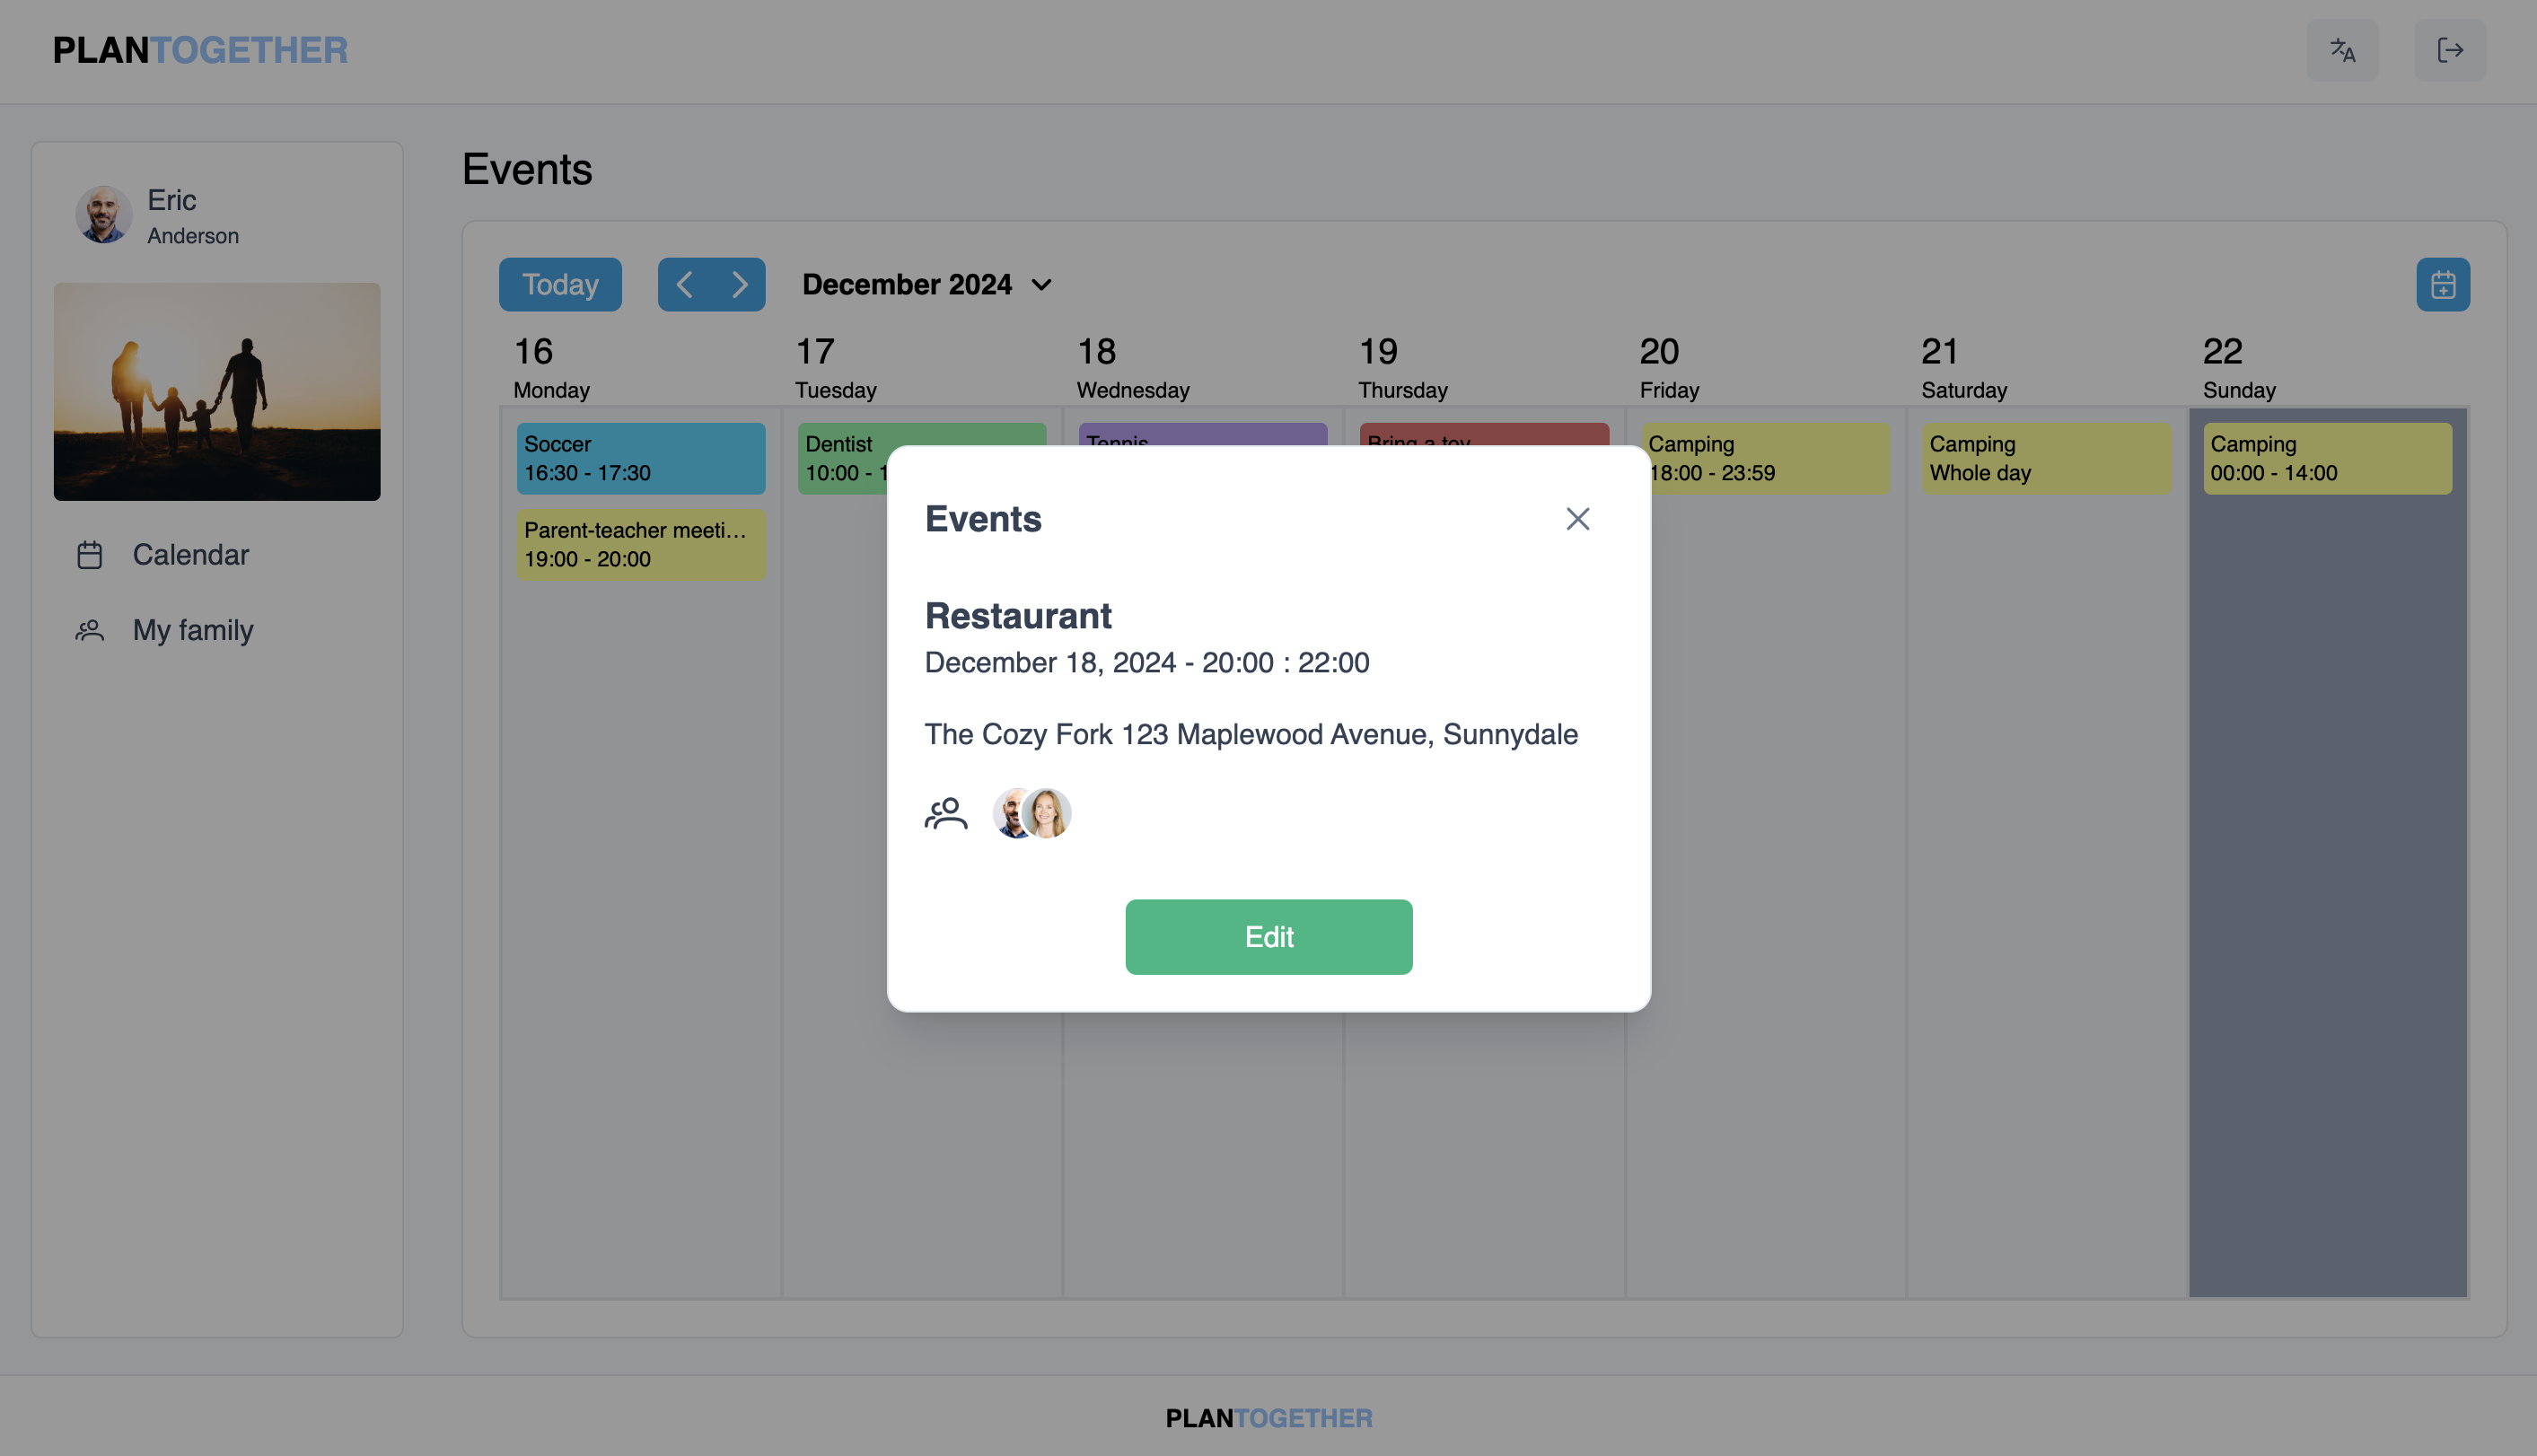 PLANTOGETHER
Eric
Anderson
Calendar
My family
Events
Today
December 2024
16
Monday
17
Tuesday
18
Wednesday
19
Thursday
20
Friday
21
Saturday
22
Sunday
Soccer
16:30 - 17:30
Parent-teacher meeti...
19:00 - 20:00
Dentist
10:00 - 1
Tennis
Bring a toy
Camping
18:00 - 23:59
Camping
Whole day
Camping
00:00 - 14:00
Events
Restaurant
December 18, 2024 - 20:00 : 22:00
The Cozy Fork 123 Maplewood Avenue, Sunnydale
Edit
PLANTOGETHER